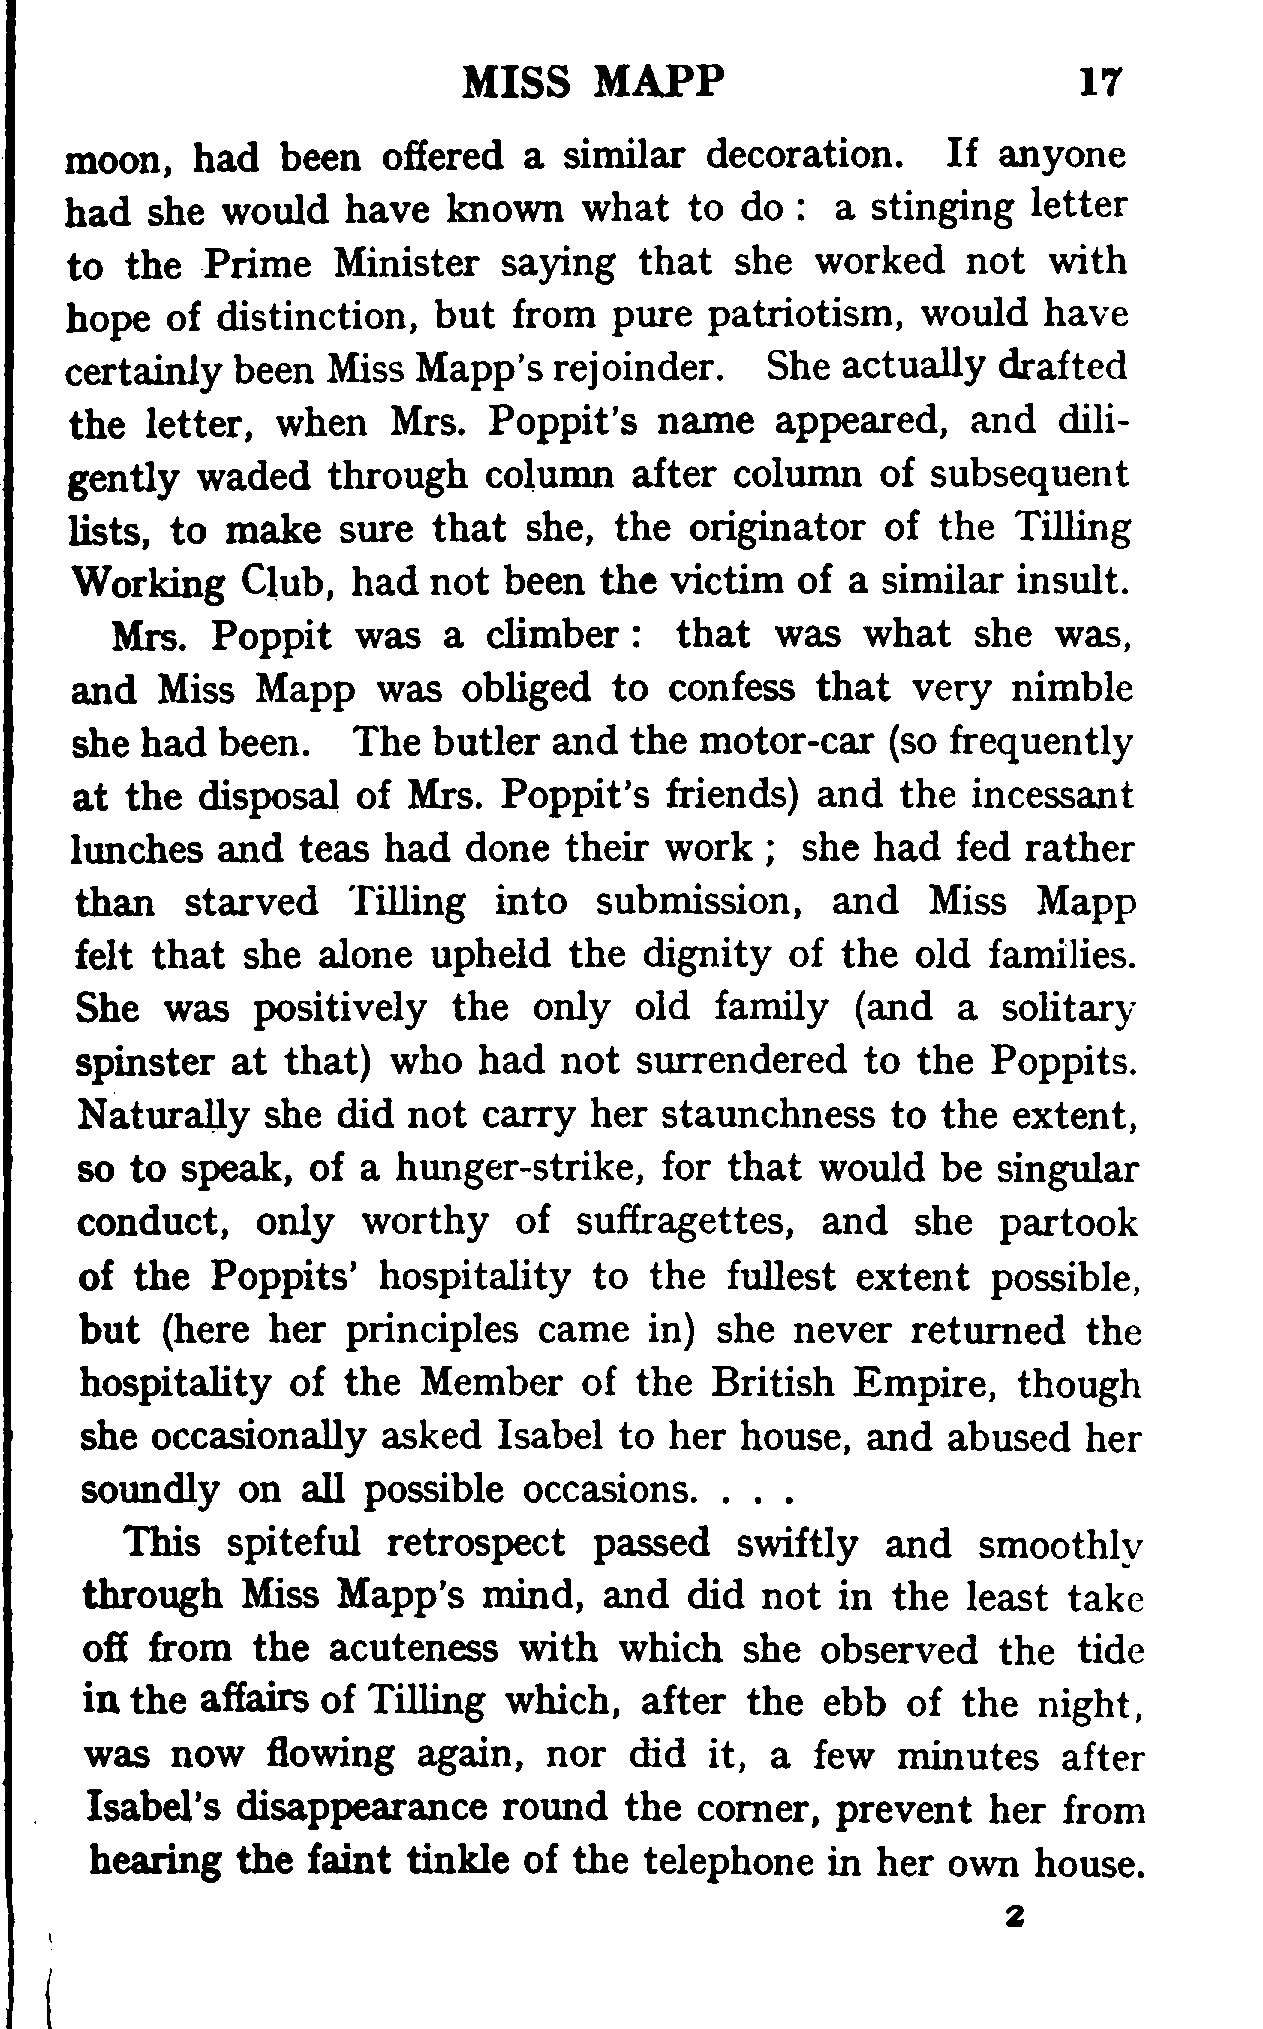 MISS MAPP 17
moon, had been offered a similar decoration. If anyone
had she would have known what to do : a stinging letter
to the Prime Minister saying that she worked not with
hope of distinction, but from pure patriotism, would have
certainly been Miss Mapp's rejoinder. She actually drafted
the letter, when Mrs. Poppit's name appeared, and dili-
gently waded through column after column of subsequent
lists, to make sure that she, the originator of the Tilling
Working Club, had not been the victim of a similar insult.
Mrs. Poppit was a climber : that was what she was,
and Miss Mapp was obliged to confess that very nimble
she had been. The butler and the motor-car (so frequently
at the disposal of Mrs. Poppit's friends) and the incessant
lunches and teas had done their work ; she had fed rather
than starved Tilling into submission, and Miss Mapp
felt that she alone upheld the dignity of the old families.
She was positively the only old family (and a solitary
spinster at that) who had not surrendered to the Poppits.
Naturally she did not carry her staunchness to the extent,
so to speak, of a hunger-strike, for that would be singular
conduct, only worthy of suffragettes, and she partook
of the Poppits' hospitality to the fullest extent possible,
but (here her principles came in) she never returned the
hospitality of the Member of the British Empire, though
she occasionally asked Isabel to her house, and abused her
soundly on all possible occasions. . . .
This spiteful retrospect passed swiftly and smoothly
through Miss Mapp's mind, and did not in the least take
off from the acuteness with which she observed the tide
in the affairs of Tilling which, after the ebb of the night,
was now flowing again, nor did it, a few minutes after
Isabel's disappearance round the corner, prevent her from
hearing the faint tinkle of the telephone in her own house.
2